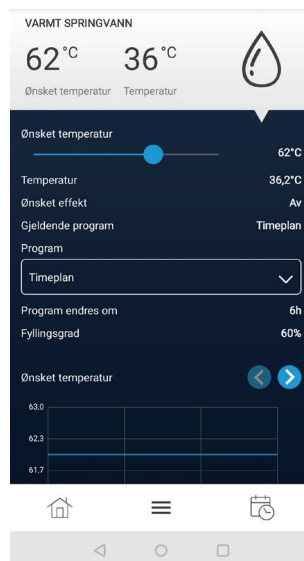 VARMT SPRINGVANN
62°C 36°C
Ønsket temperatur Temperatur
Ønsket temperatur
62°C
Temperatur 36,2°C
Ønsket effekt Av
Gjeldende program Timeplan
Program
Timeplan
Program endres om 6h
Fyllingsgrad 60%
Ønsket temperatur
63,0
62,3
61,7